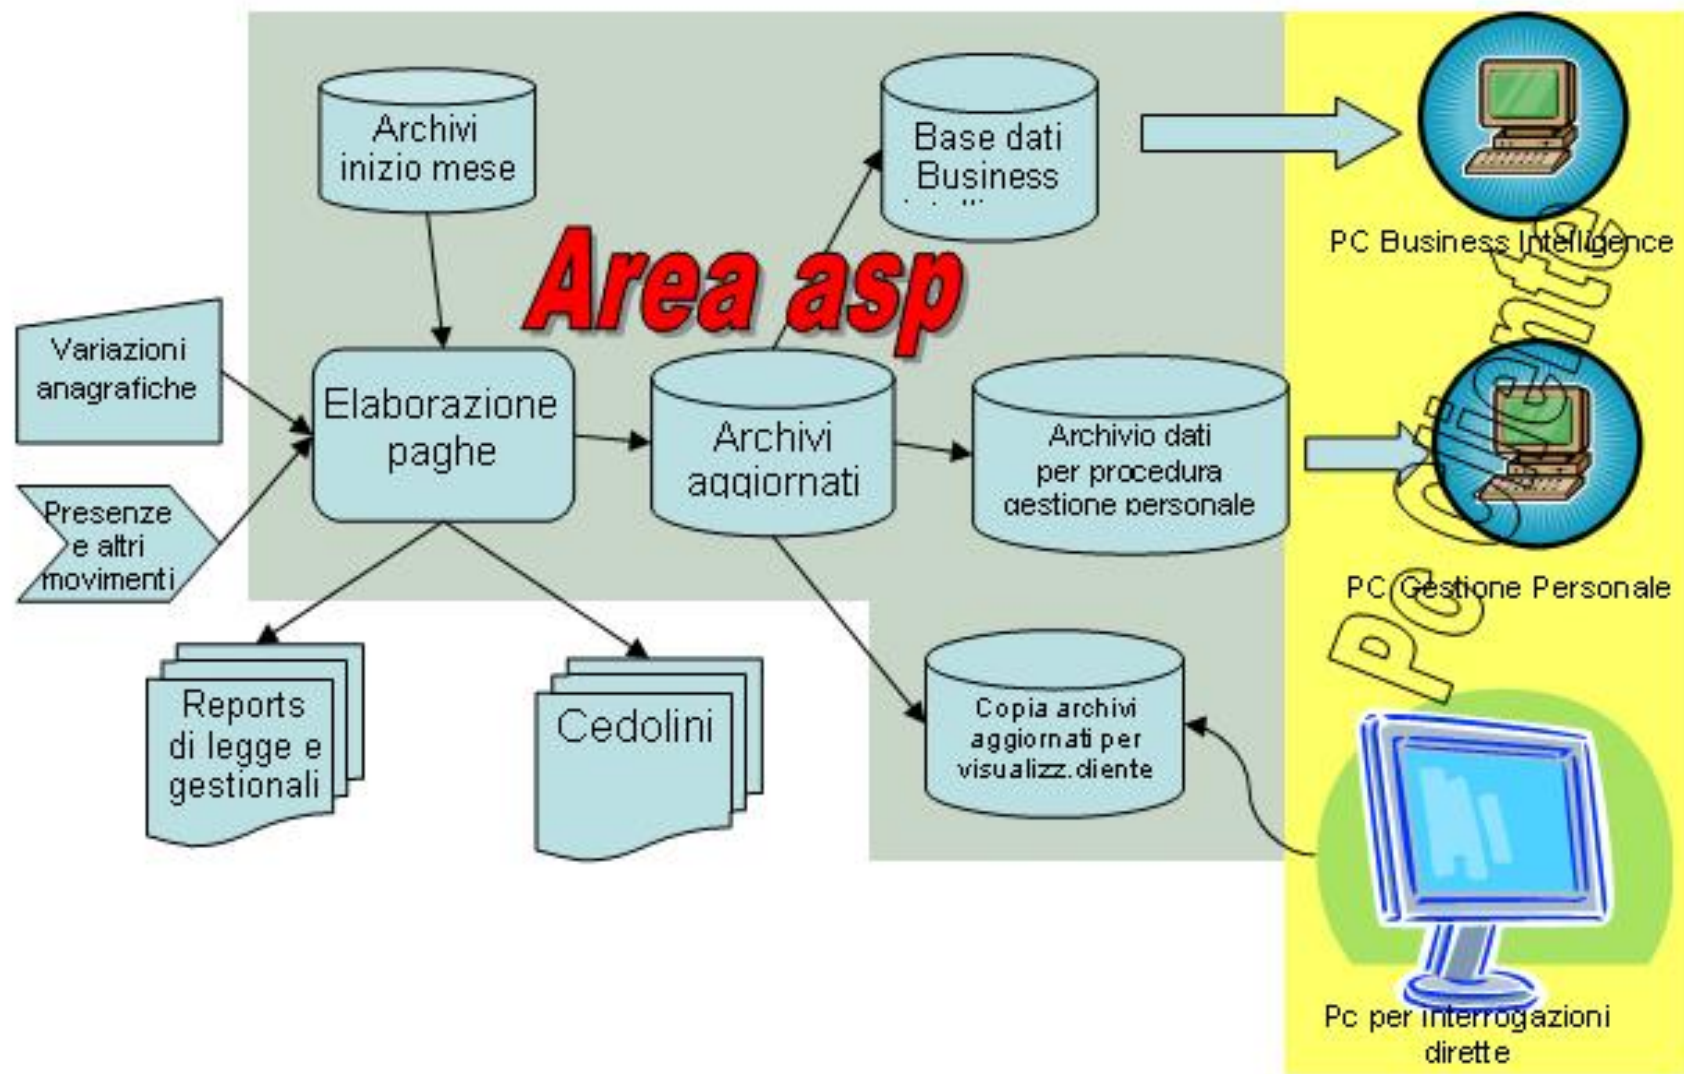 Archivi
inizio mese
Base dati
Business
PC Business Intelligence
Area asp
Variazioni
anagrafiche
Elaborazione
paghe
Archivi
aggiornati
Archivio dati
per procedura
gestione personale
Presenze
e altri
movimenti
PC Gestione Personale
Pc Cliente
Reports
di legge e
gestionali
Cedolini
Copia archivi
aggiornati per
visualizz.cliente
Pc per interrogazioni
dirette